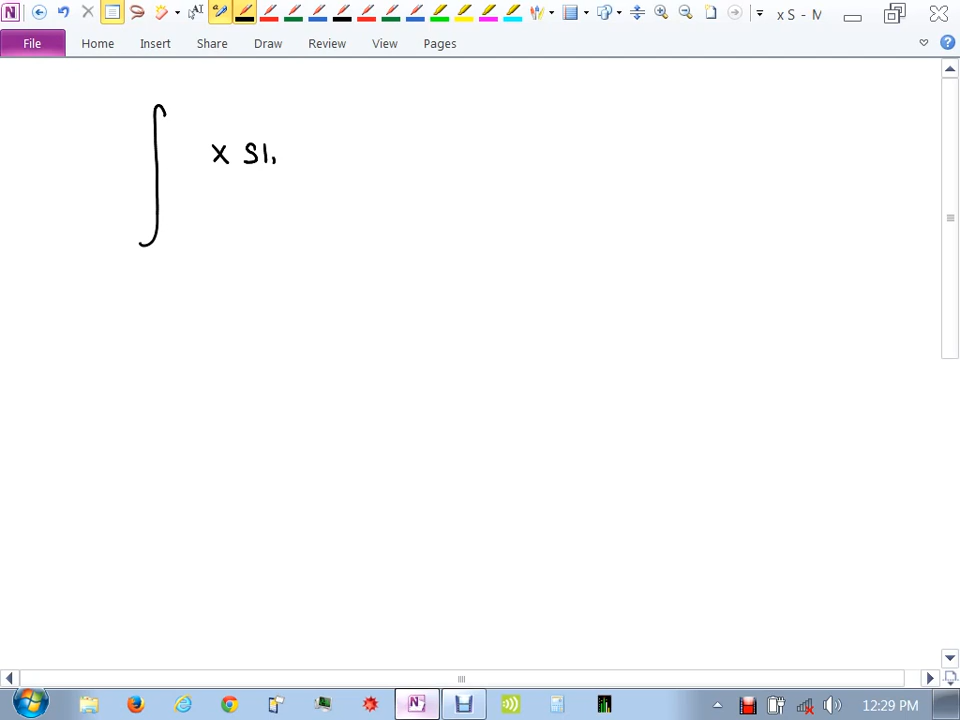 x S - M
File Home Insert Share Draw Review View Pages
∫ x SI
12:29 PM